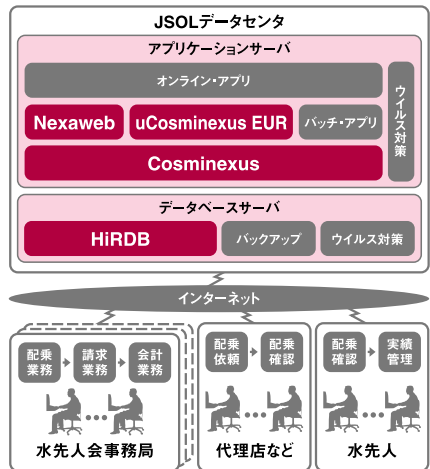 JSOLデータセンタ
アプリケーションサーバ
オンライン・アプリ
ウイルス対策
Nexaweb
uCosminexus EUR
バッチ・アプリ
Cosminexus
データベースサーバ
HiRDB
バックアップ
ウイルス対策
インターネット
配乗
業務
請求
業務
会計
業務
水先人会事務局
配乗
依頼
配乗
確認
代理店など
配乗
確認
実績
管理
水先人